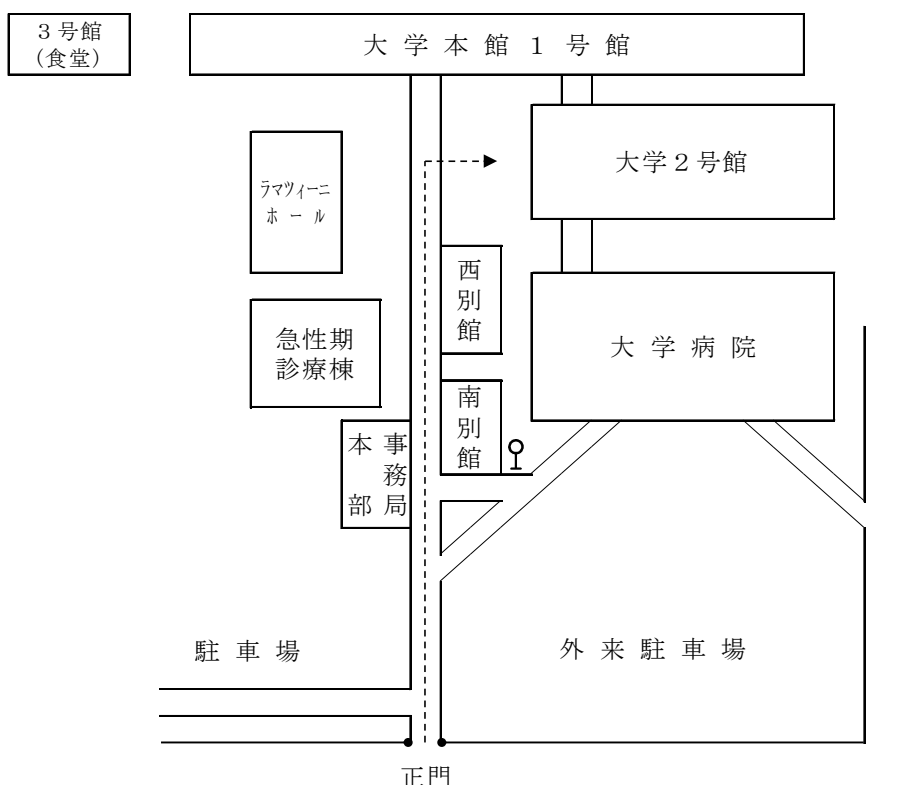 ３号館
（食堂）
大学本館１号館
大学２号館
ラマツィーニ
ホール
西別館
大学病院
急性期
診療棟
南別館
本部
事務局
駐車場
外来駐車場
正門